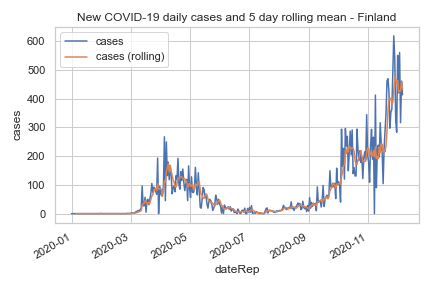 New COVID-19 daily cases and 5 day rolling mean - Finland
cases
cases (rolling)
600
500
400
300
200
100
0
cases
2020-01
2020-03
2020-05
2020-07
2020-09
2020-11
dateRep